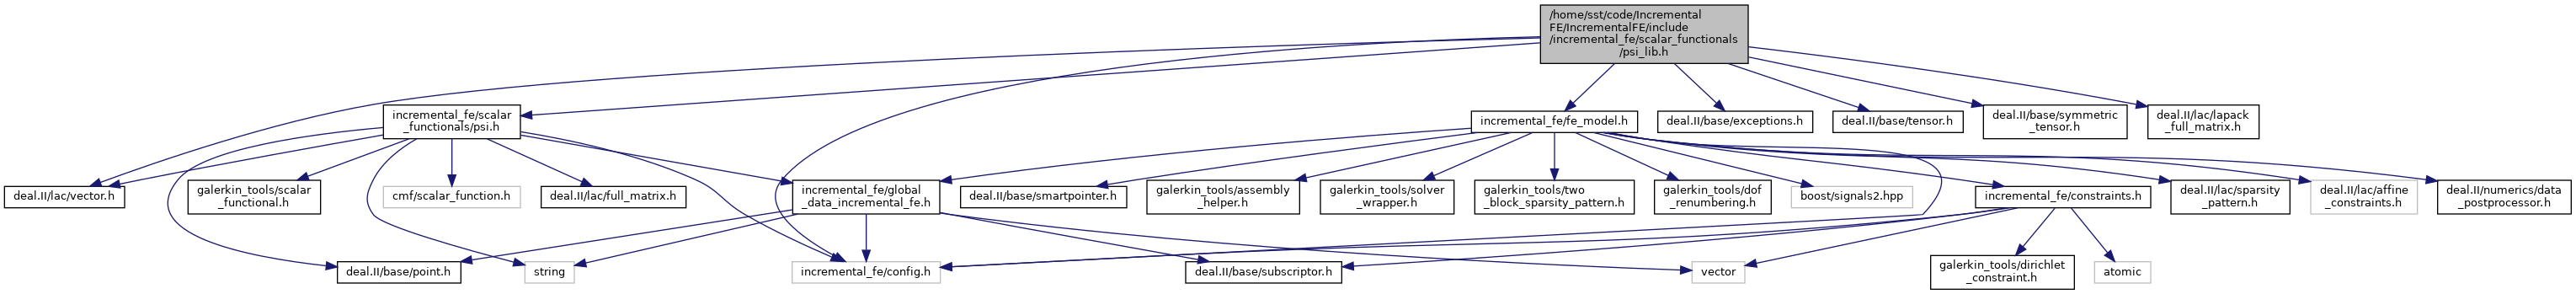 /home/sst/code/Incremental
FE/IncrementalFE/include
/incremental_fe/scalar_functionals
/psi_lib.h
incremental_fe/scalar
_functionals/psi.h
incremental_fe/fe_model.h
deal.II/base/exceptions.h
deal.II/base/tensor.h
deal.II/base/symmetric
_tensor.h
deal.II/lac/lapack
_full_matrix.h
deal.II/lac/vector.h
galerkin_tools/scalar
_functional.h
cmf/scalar_function.h
deal.II/lac/full_matrix.h
incremental_fe/global
_data_incremental_fe.h
deal.II/base/smartpointer.h
galerkin_tools/assembly
_helper.h
galerkin_tools/solver
_wrapper.h
galerkin_tools/two
_block_sparsity_pattern.h
galerkin_tools/dof
_renumbering.h
boost/signals2.hpp
incremental_fe/constraints.h
deal.II/lac/sparsity
_pattern.h
deal.II/lac/affine
_constraints.h
deal.II/numerics/data
_postprocessor.h
deal.II/base/point.h
string
incremental_fe/config.h
deal.II/base/subscriptor.h
vector
galerkin_tools/dirichlet
_constraint.h
atomic